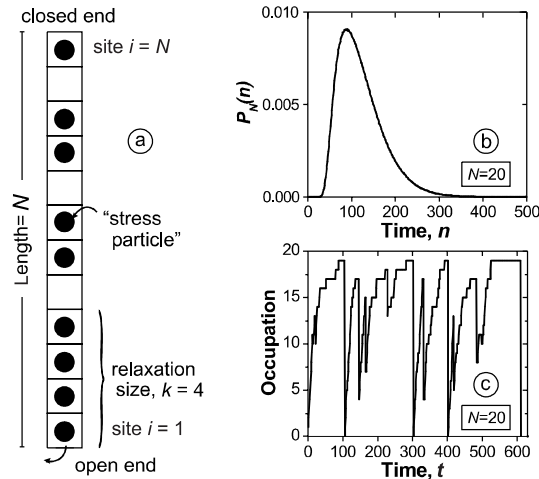 closed end
site i = N
Length= N
a
"stress
particle"
relaxation
size, k = 4
site i = 1
open end
0.010
0.005
0.000
P_N(n)
b
N=20
0 100 200 300 400 500
Time, n
20
15
10
5
0
Occupation
c
N=20
0 100 200 300 400 500 600
Time, t